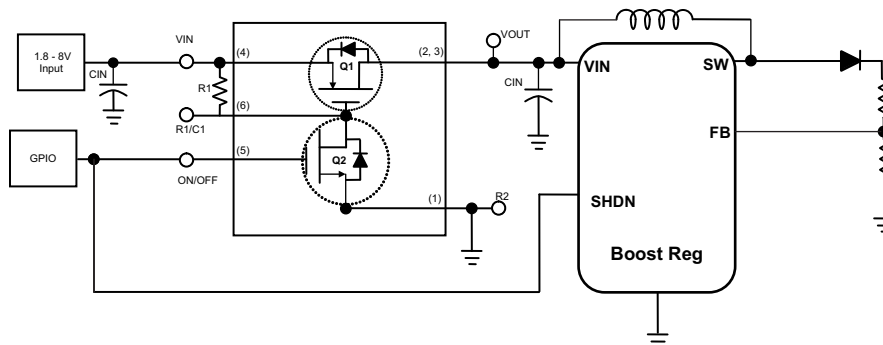 1.8 - 8V
Input
CIN
VIN
(4)
R1
Q1
(2, 3)
VOUT
CIN
VIN
SW
(6)
R1/C1
FB
GPIO
(5)
ON/OFF
Q2
(1)
R2
SHDN
Boost Reg